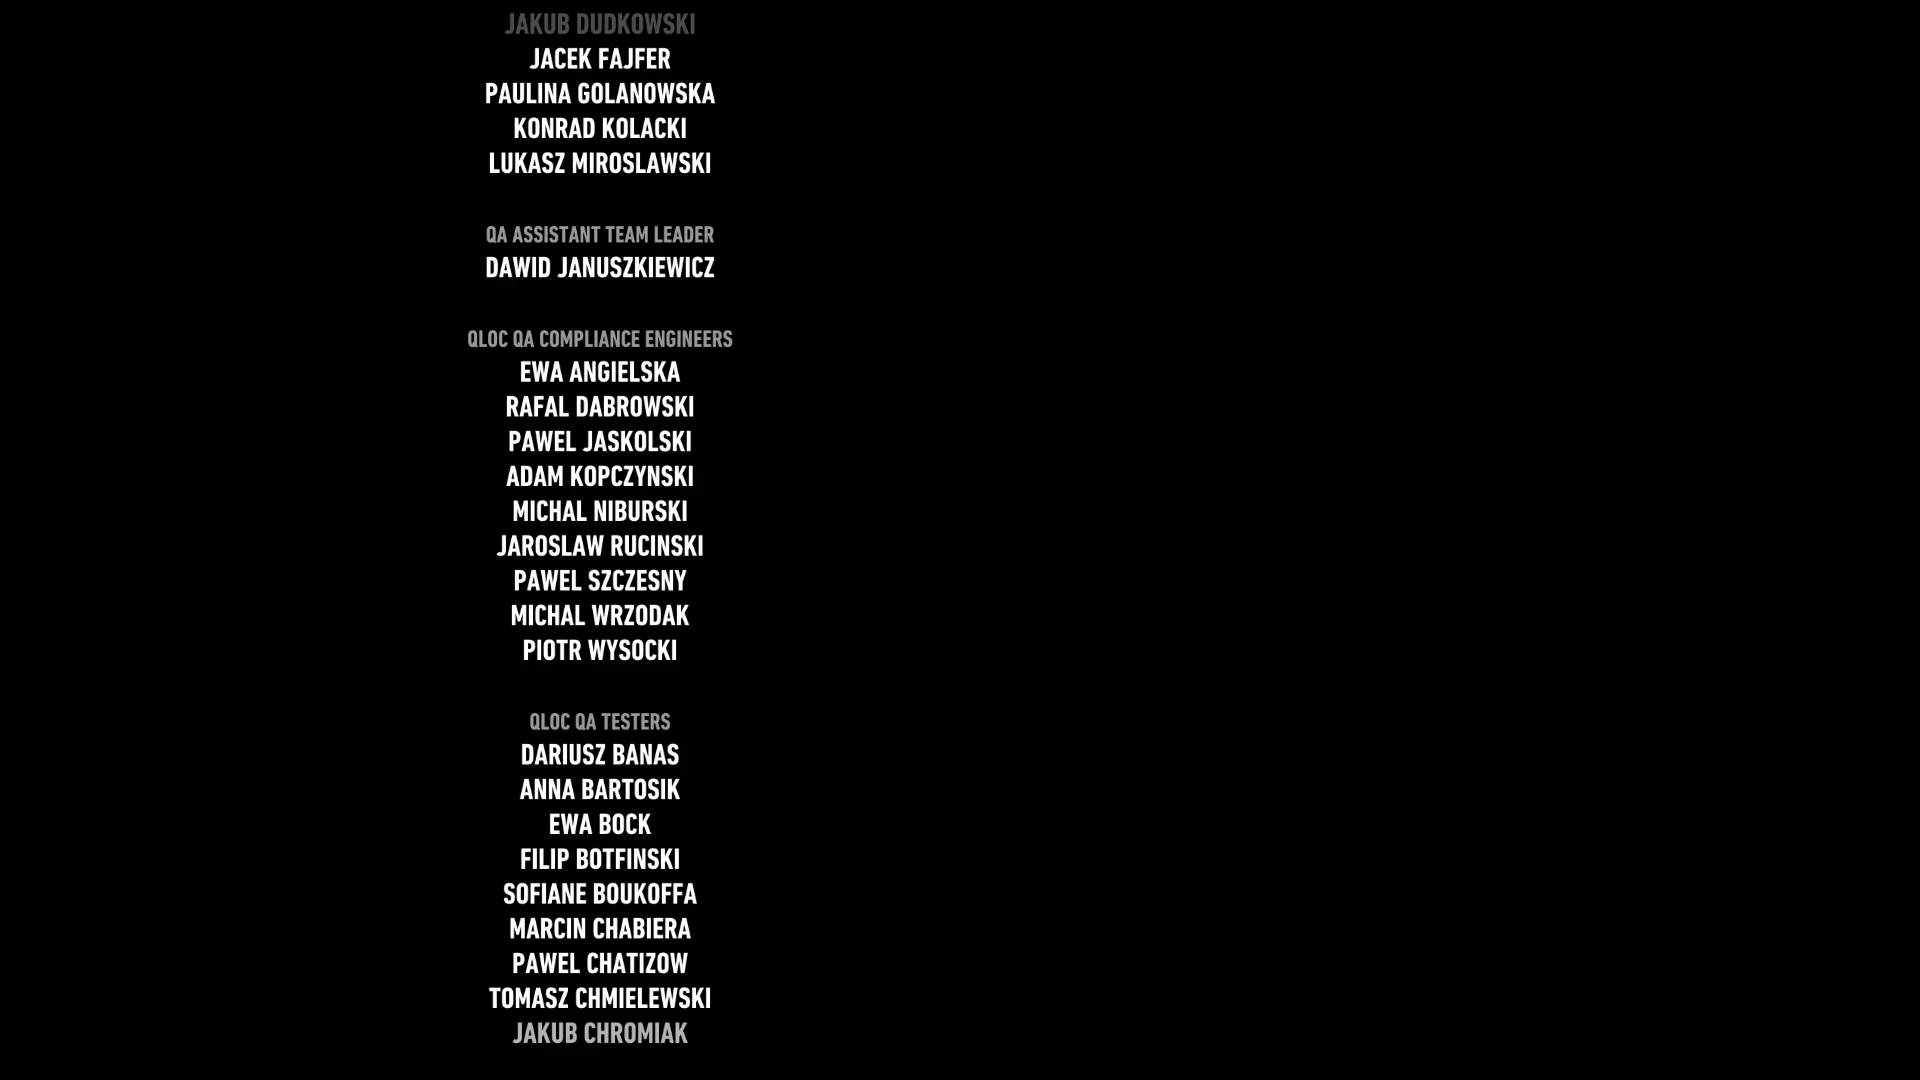 JAKUB DUDKOWSKI
JACEK FAJFER
PAULINA GOLANOWSKA
KONRAD KOLACKI
LUKASZ MIROSLAWSKI
QA ASSISTANT TEAM LEADER
DAWID JANUSZKIEWICZ
QLOC QA COMPLIANCE ENGINEERS
EWA ANGIELSKA
RAFAL DABROWSKI
PAWEL JASKOLSKI
ADAM KOPCZYNSKI
MICHAL NIBURSKI
JAROSLAW RUCINSKI
PAWEL SZCZESNY
MICHAL WRZODAK
PIOTR WYSOCKI
QLOC QA TESTERS
DARIUSZ BANAS
ANNA BARTOSIK
EWA BOCK
FILIP BOTFINSKI
SOFIANE BOUKOFFA
MARCIN CHABIERA
PAWEL CHATIZOW
TOMASZ CHMIELEWSKI
JAKUB CHROMIAK